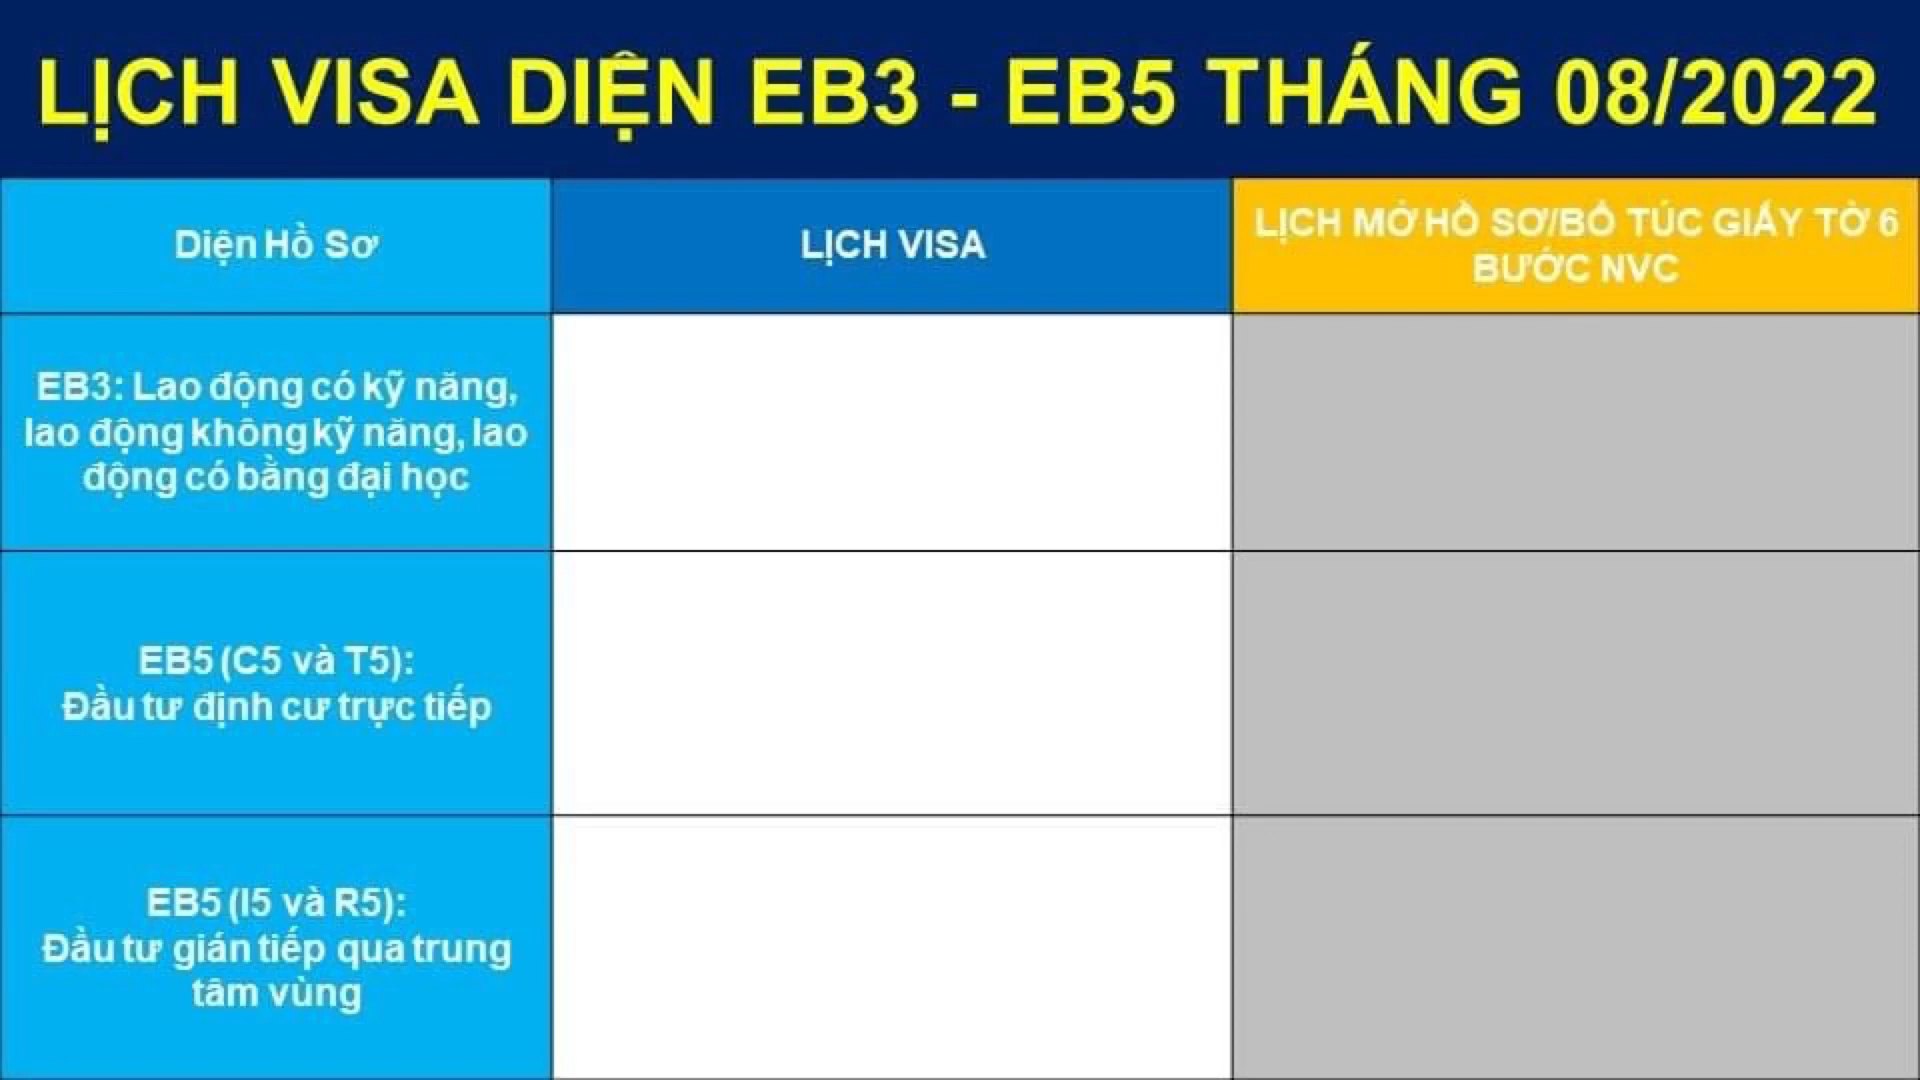 LỊCH VISA DIỆN EB3 - EB5 THÁNG 08/2022
Diện Hồ Sơ
LỊCH VISA
LỊCH MỞ HỒ SƠ/BỔ TÚC GIẤY TỜ 6
BƯỚC NVC
EB3: Lao động có kỹ năng,
lao động không kỹ năng, lao
động có bằng đại học
EB5 (C5 và T5):
Đầu tư định cư trực tiếp
EB5 (I5 và R5):
Đầu tư gián tiếp qua trung
tâm vùng